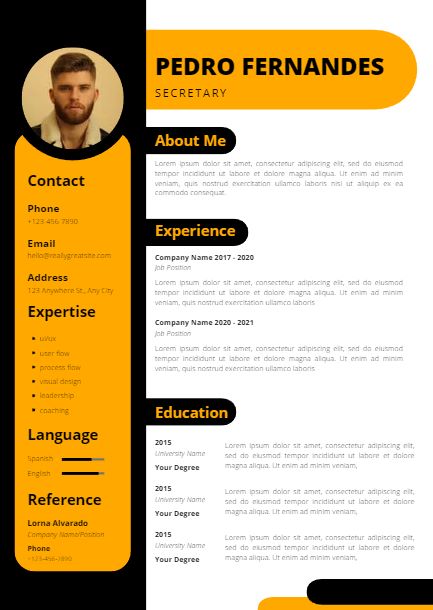 PEDRO FERNANDES
SECRETARY
Contact
Phone
+123-456-7890
Email
hello@reallygreatsite.com
Address
123 Anywhere St., Any City
Expertise
ui/ux
user flow
process flow
visual design
leadership
coaching
Language
Spanish
English
Reference
Lorna Alvarado
Company Name/Position
Phone
+123-456-7890
About Me
Lorem ipsum dolor sit amet, consectetur adipiscing elit, sed do eiusmod
tempor incididunt ut labore et dolore magna aliqua. Ut enim ad minim
veniam, quis nostrud exercitation ullamco laboris nisi ut aliquip ex ea
commodo consequat.
Experience
Company Name 2017 - 2020
Job Position
Lorem ipsum dolor sit amet, consectetur adipiscing elit, sed do eiusmod
tempor incididunt ut labore et dolore magna aliqua. Ut enim ad minim
veniam, quis nostrud exercitation ullamco laboris
Company Name 2020 - 2021
Job Position
Lorem ipsum dolor sit amet, consectetur adipiscing elit, sed do eiusmod
tempor incididunt ut labore et dolore magna aliqua. Ut enim ad minim
veniam, quis nostrud exercitation ullamco laboris
Education
2015
University Name
Your Degree
Lorem ipsum dolor sit amet, consectetur adipiscing elit,
sed do eiusmod tempor incididunt ut labore et dolore
magna aliqua. Ut enim ad minim veniam,
2015
University Name
Your Degree
Lorem ipsum dolor sit amet, consectetur adipiscing elit,
sed do eiusmod tempor incididunt ut labore et dolore
magna aliqua. Ut enim ad minim veniam,
2015
University Name
Your Degree
Lorem ipsum dolor sit amet, consectetur adipiscing elit,
sed do eiusmod tempor incididunt ut labore et dolore
magna aliqua. Ut enim ad minim veniam,